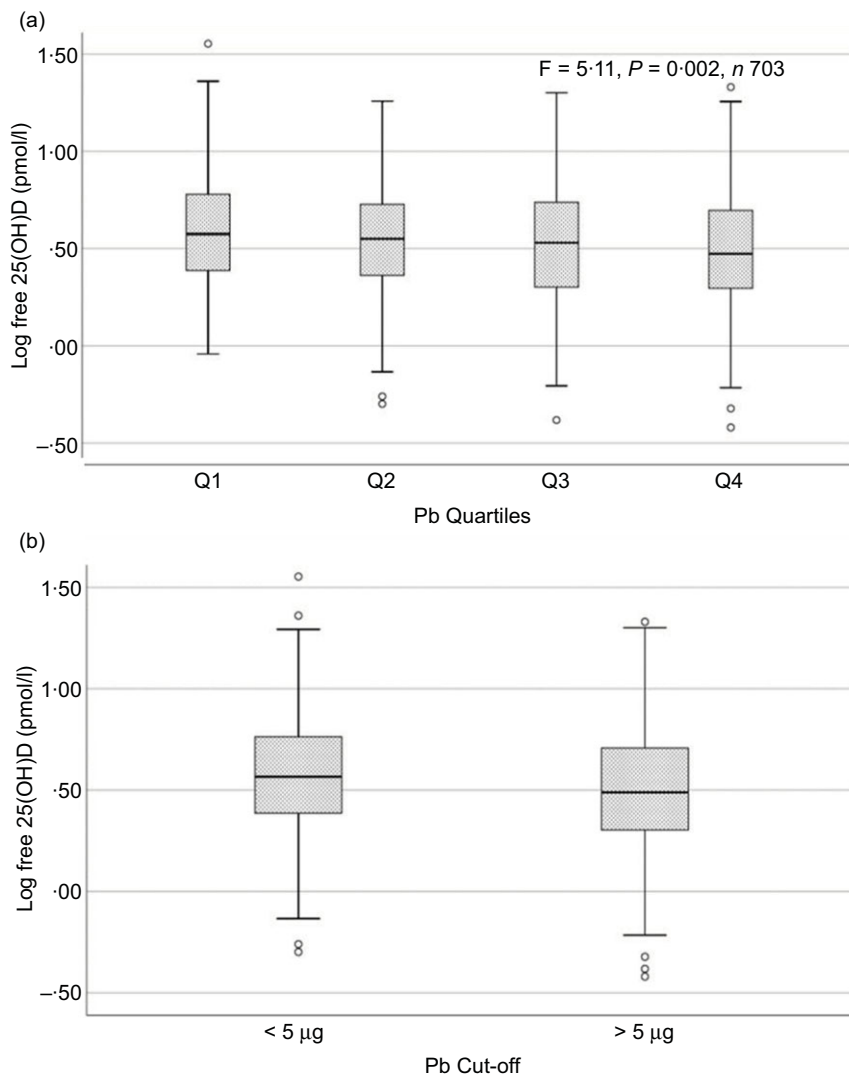 (a)
1·50
F = 5·11, P = 0·002, n 703
1·00
·50
·00
–·50
Log free 25(OH)D (pmol/l)
Q1 Q2 Q3 Q4
Pb Quartiles
(b)
1·50
1·00
·50
·00
–·50
Log free 25(OH)D (pmol/l)
< 5 µg > 5 µg
Pb Cut-off